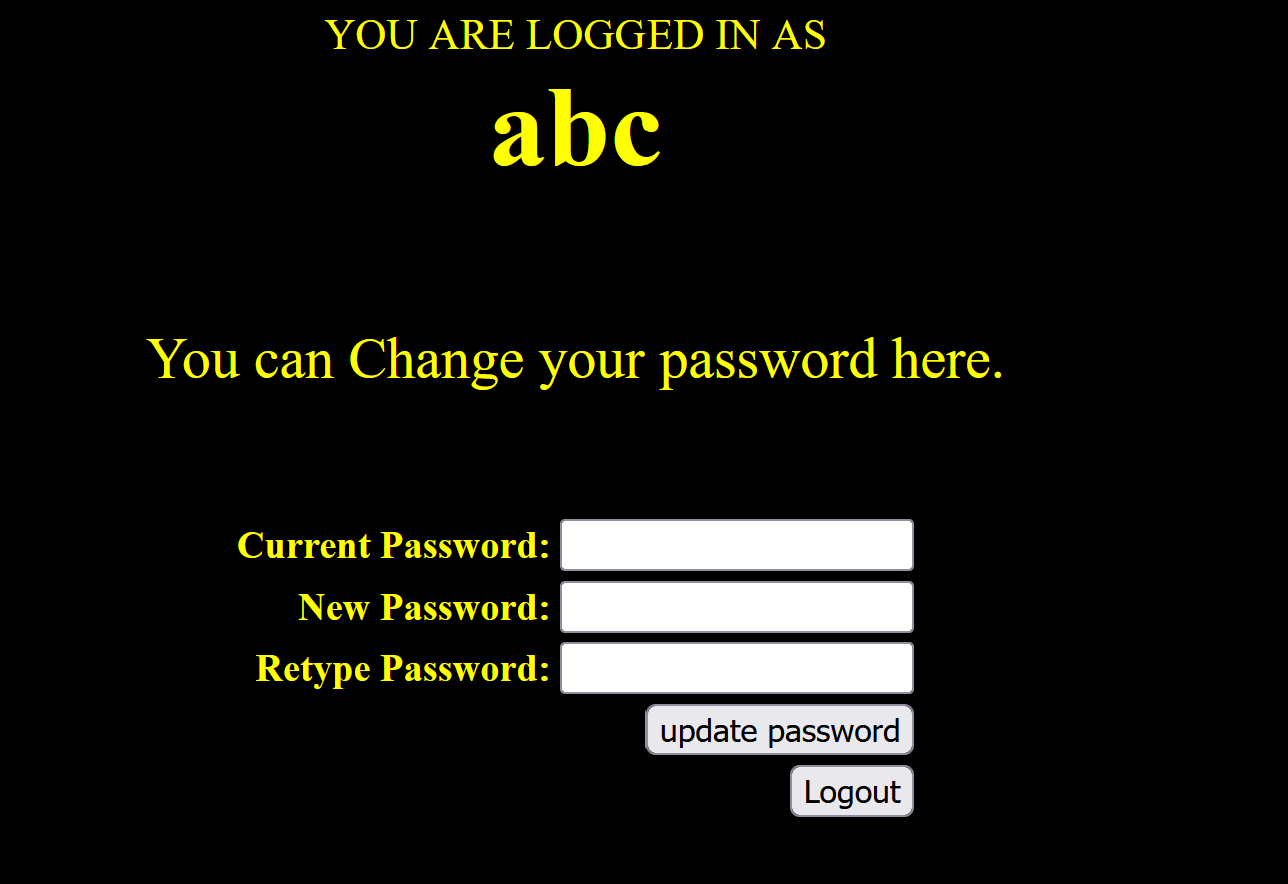 YOU ARE LOGGED IN AS
abc
You can Change your password here.
Current Password:
New Password:
Retype Password:
update password
Logout